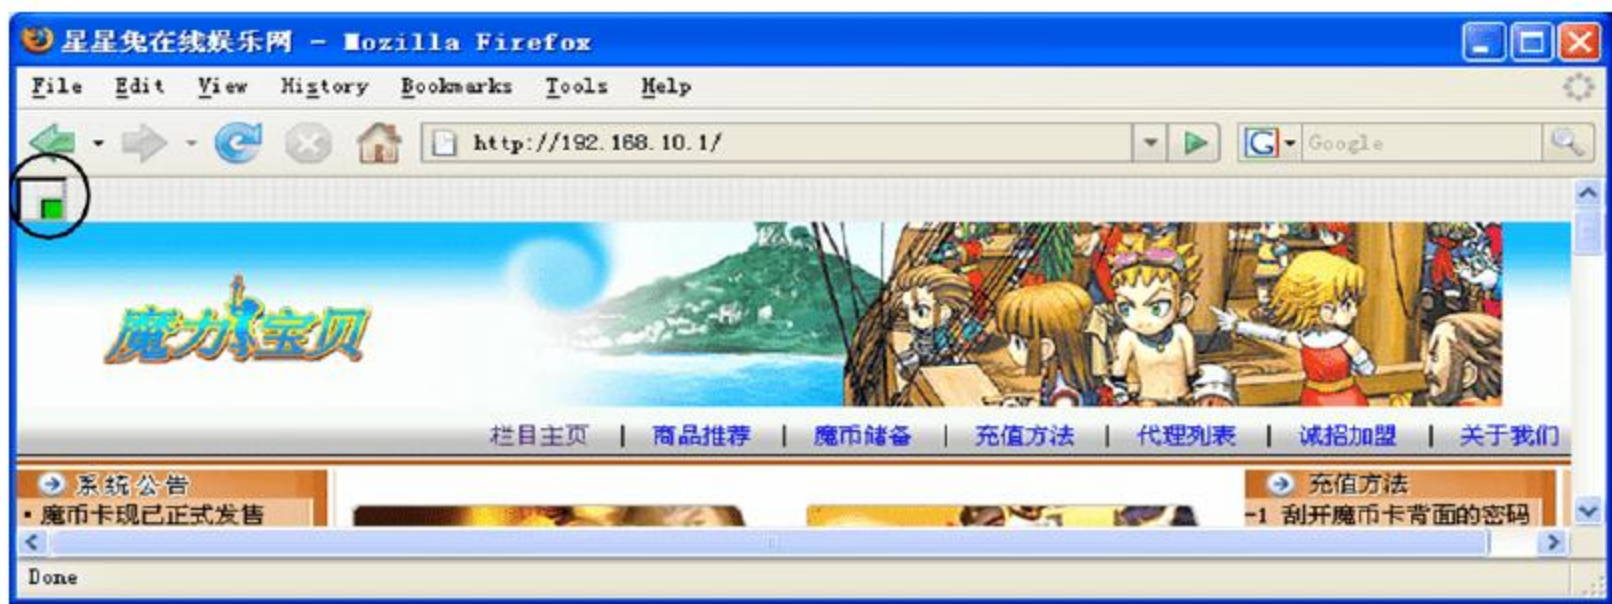 星星兔在线娱乐网 - Mozilla Firefox
File Edit View History Bookmarks Tools Help
http://192.168.10.1/
Google
魔力宝贝
栏目主页 | 商品推荐 | 魔币储备 | 充值方法 | 代理列表 | 诚招加盟 | 关于我们
系统公告
充值方法
· 魔币卡现已正式发售
-1 刮开魔币卡背面的密码
Done